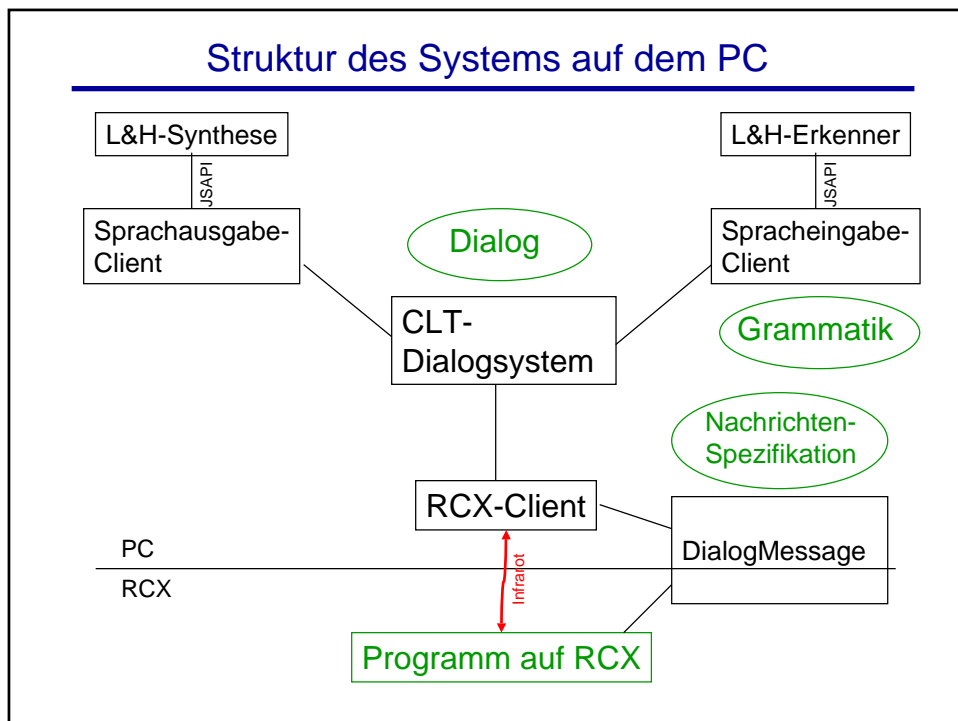 Struktur des Systems auf dem PC
L&H-Synthese
L&H-Erkenner
JSAPI
JSAPI
Sprachausgabe-
Client
Dialog
Spracheingabe-
Client
CLT-
Dialogsystem
Grammatik
Nachrichten-
Spezifikation
RCX-Client
DialogMessage
PC
RCX
Infrarot
Programm auf RCX